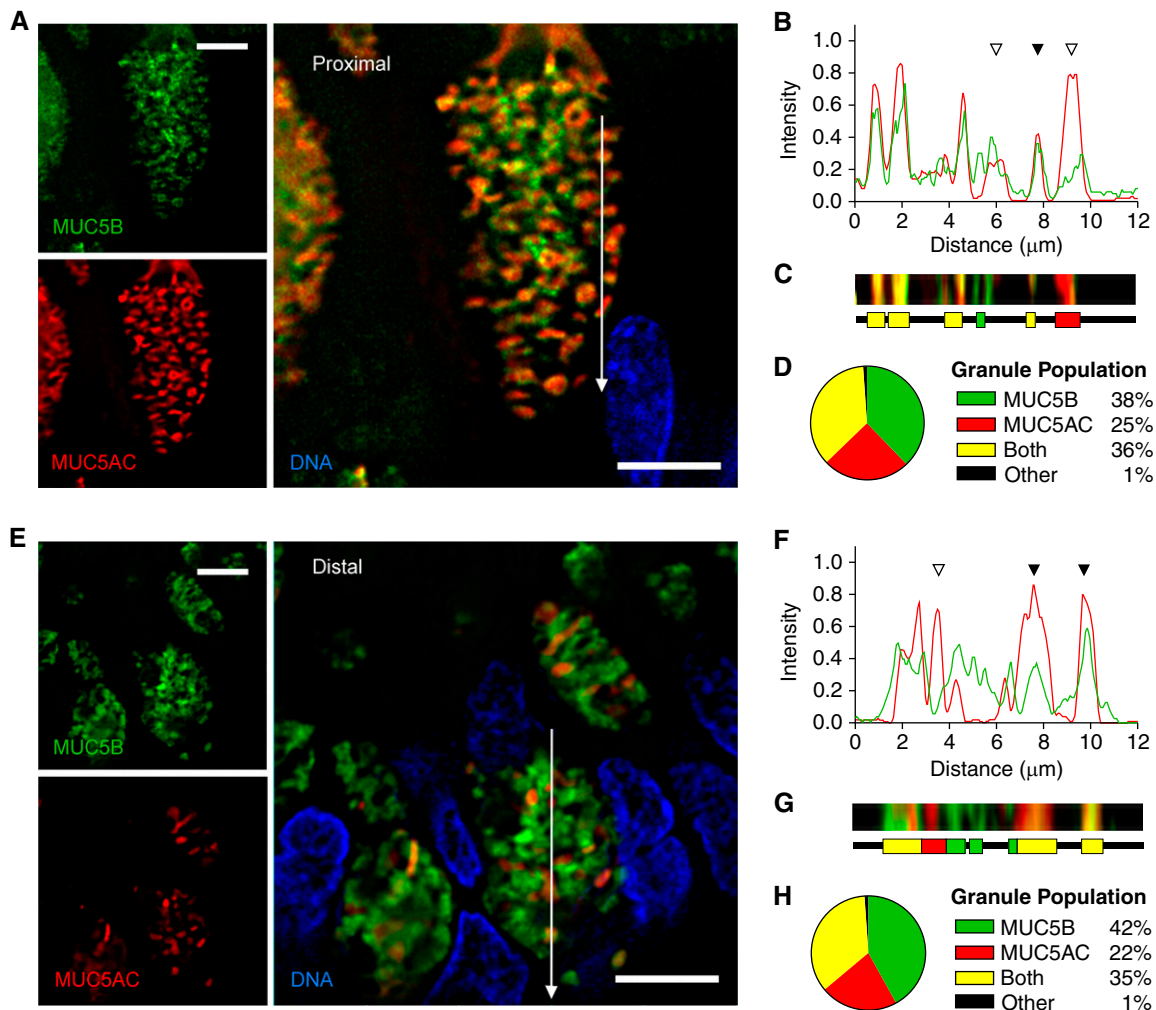 A
MUC5B
MUC5AC
Proximal
DNA
B
1.0
0.8
0.6
0.4
0.2
0.0
Intensity
0 2 4 6 8 10 12
Distance (μm)
C
D
Granule Population
MUC5B 38%
MUC5AC 25%
Both 36%
Other 1%
E
MUC5B
MUC5AC
Distal
DNA
F
1.0
0.8
0.6
0.4
0.2
0.0
Intensity
0 2 4 6 8 10 12
Distance (μm)
G
H
Granule Population
MUC5B 42%
MUC5AC 22%
Both 35%
Other 1%